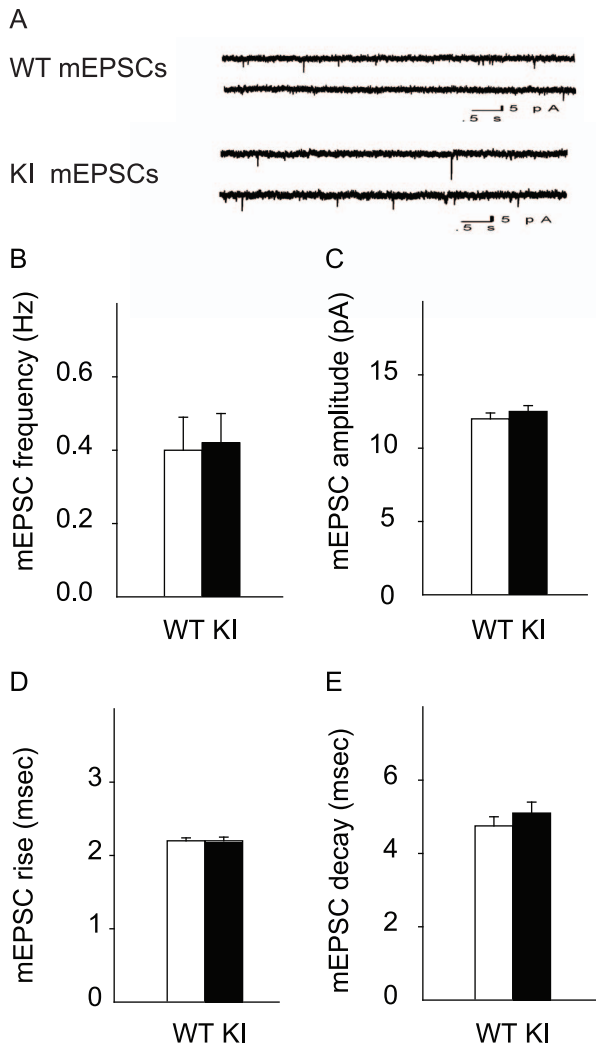 A
WT mEPSCs
5 pA
.5 s
KI mEPSCs
5 pA
.5 s
B
mEPSC frequency (Hz)
0.6
0.4
0.2
0.0
WT KI
C
mEPSC amplitude (pA)
15
10
5
0
WT KI
D
mEPSC rise (msec)
3
2
1
0
WT KI
E
mEPSC decay (msec)
6
4
2
0
WT KI